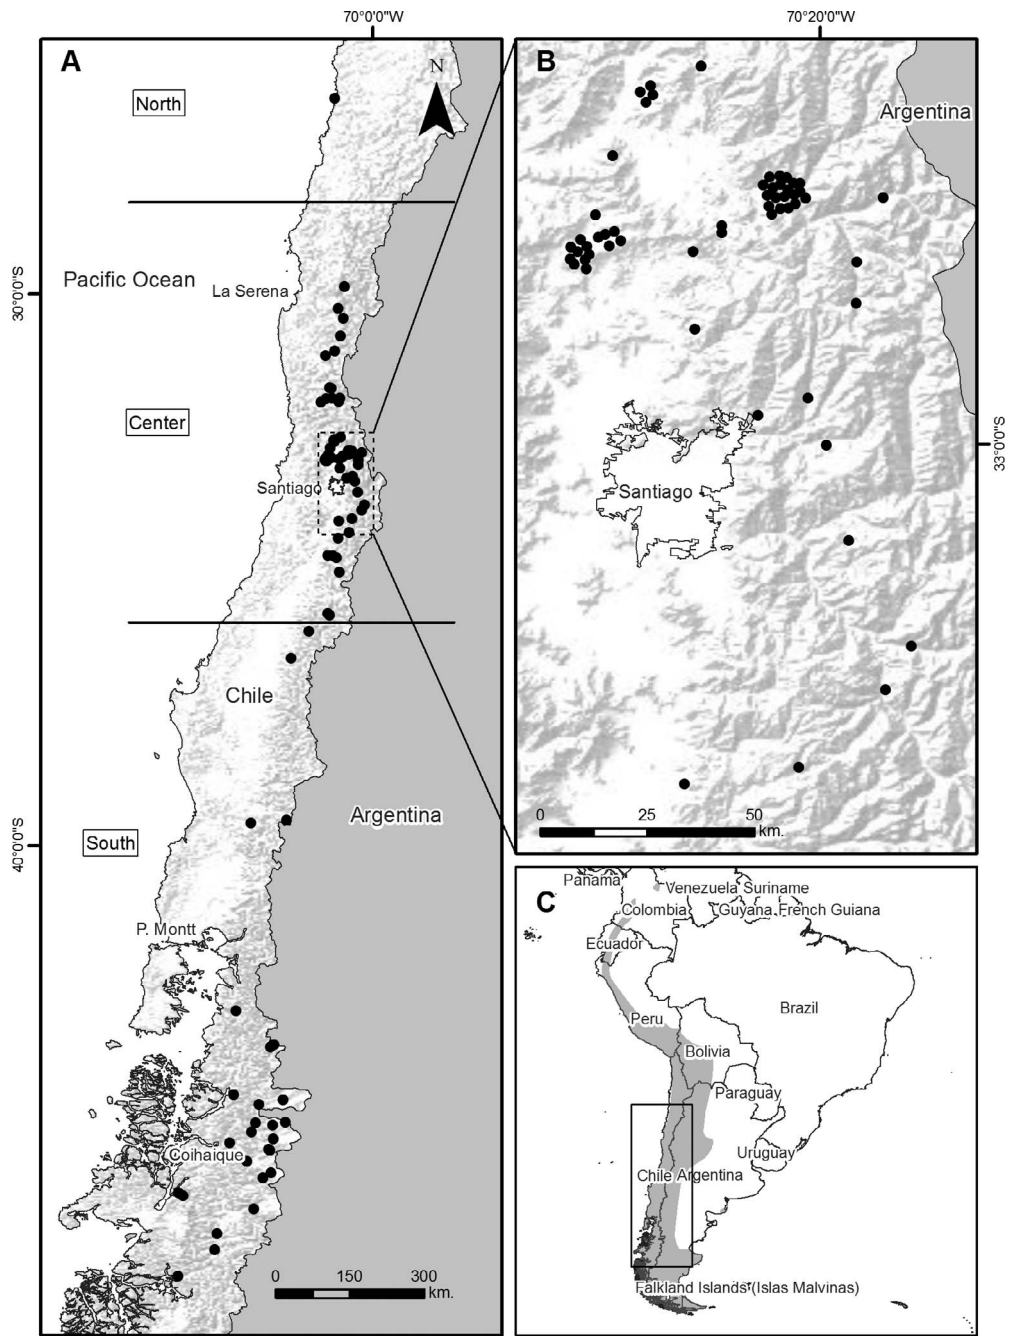 70°0'0"W
70°20'0"W
A
N
North
30°0'0"S
Pacific Ocean
La Serena
Center
Santiago
Chile
Argentina
40°0'0"S
South
P. Montt
Coihaique
0 150 300
km.
B
Argentina
33°0'0"S
Santiago
0 25 50
km.
C
Panama
Venezuela Suriname
Colombia
Guyana French Guiana
Ecuador
Brazil
Peru
Bolivia
Paraguay
Uruguay
Chile Argentina
Falkland Islands (Islas Malvinas)